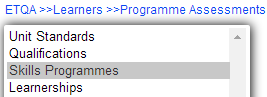 ETQA >>Learners >>Programme Assessments
Unit Standards
Qualifications
Skills Programmes
Learnerships